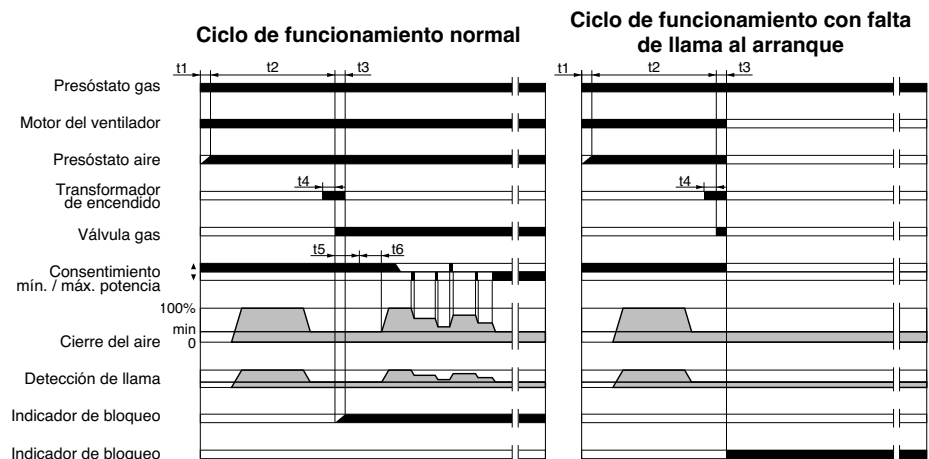 Ciclo de funcionamiento normal
Ciclo de funcionamiento con falta
de llama al arranque
t1 t2 t3
t1 t2 t3
Presóstato gas
Motor del ventilador
Presóstato aire
Transformador
de encendido
t4
t4
Válvula gas
t5 t6
Consentimiento
mín. / máx. potencia
100%
min
0
Cierre del aire
Detección de llama
Indicador de bloqueo
Indicador de bloqueo